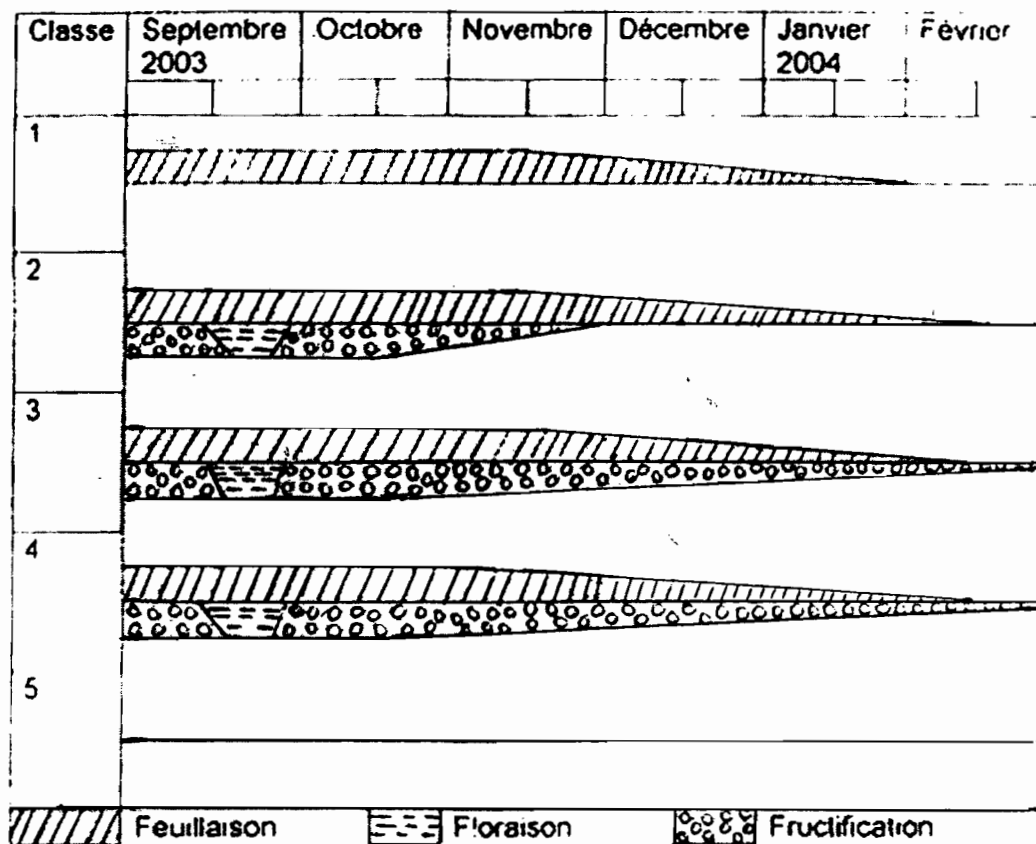 Classe Septembre 2003 Octobre Novembre Décembre Janvier 2004 Février
1
2
3
4
5
Feuillaison Floraison Fructification